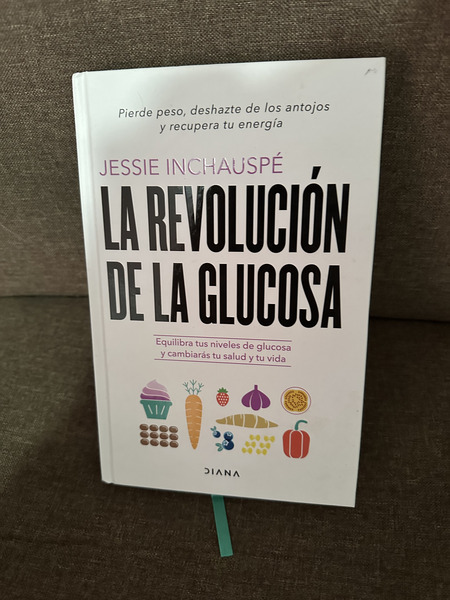 Pierde peso, deshazte de los antojos
y recupera tu energía
JESSIE INCHAUSPÉ
LA REVOLUCIÓN
DE LA GLUCOSA
Equilibra tus niveles de glucosa
y cambiarás tu salud y tu vida
DIANA